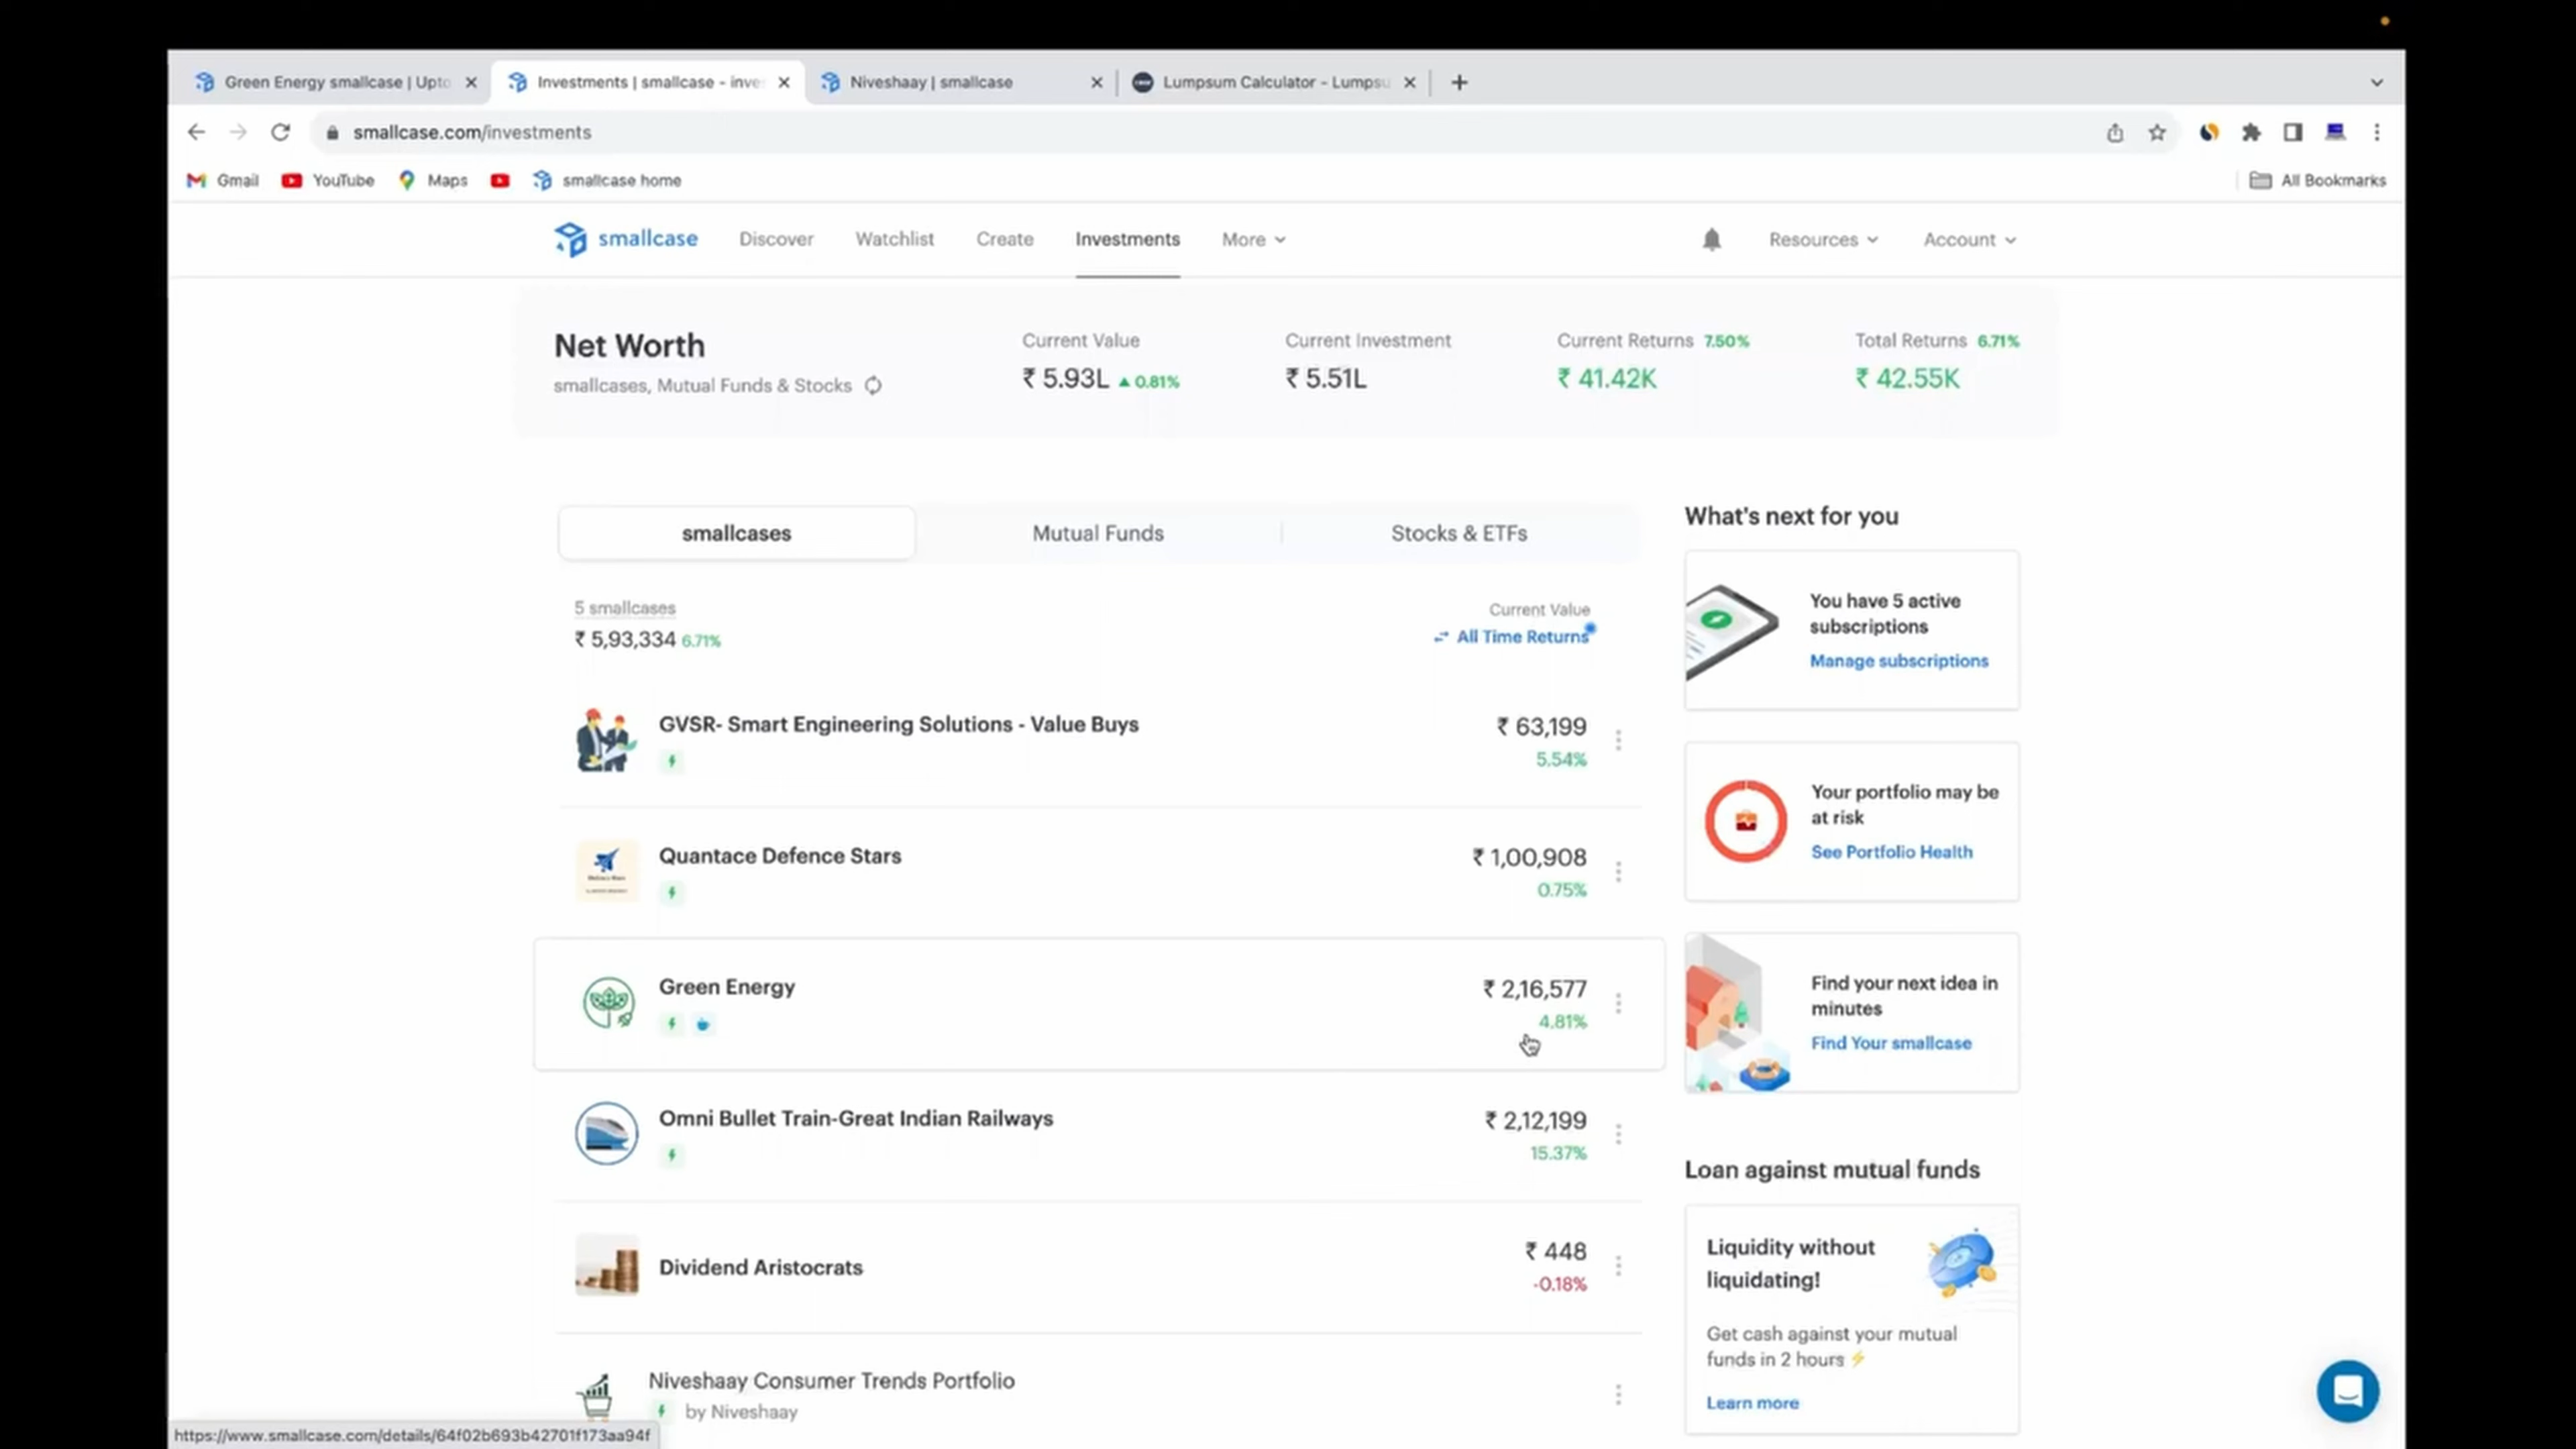 Green Energy smallcase | Upto
Investments | smallcase - inve
Niveshaay | smallcase
Lumpsum Calculator - Lumpsu
smallcase.com/investments
Gmail
YouTube
Maps
smallcase home
All Bookmarks
smallcase
Discover
Watchlist
Create
Investments
More
Resources
Account
Net Worth
smallcases, Mutual Funds & Stocks
Current Value
₹ 5.93L ▲ 0.81%
Current Investment
₹ 5.51L
Current Returns 7.50%
₹ 41.42K
Total Returns 6.71%
₹ 42.55K
smallcases
Mutual Funds
Stocks & ETFs
5 smallcases
₹ 5,93,334 6.71%
Current Value
All Time Returns
GVSR- Smart Engineering Solutions - Value Buys
₹ 63,199
5.54%
Quantace Defence Stars
₹ 1,00,908
0.75%
Green Energy
₹ 2,16,577
4.81%
Omni Bullet Train-Great Indian Railways
₹ 2,12,199
15.37%
Dividend Aristocrats
₹ 448
-0.18%
Niveshaay Consumer Trends Portfolio
by Niveshaay
What's next for you
You have 5 active
subscriptions
Manage subscriptions
Your portfolio may be
at risk
See Portfolio Health
Find your next idea in
minutes
Find Your smallcase
Loan against mutual funds
Liquidity without
liquidating!
Get cash against your mutual
funds in 2 hours ⚡
Learn more
https://www.smallcase.com/details/64f02b693b42701f173aa94f